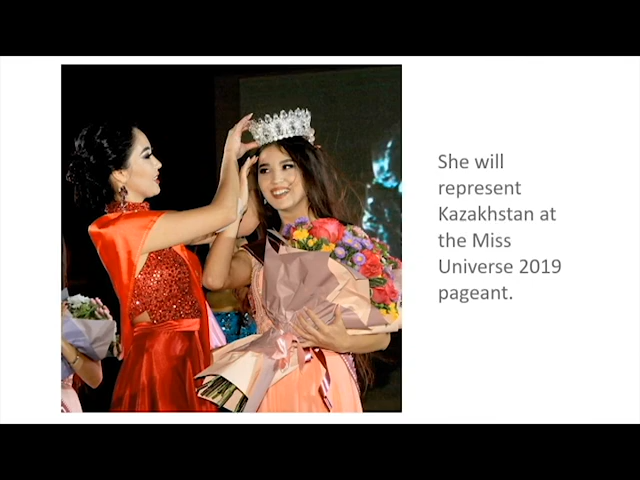 She will
represent
Kazakhstan at
the Miss
Universe 2019
pageant.